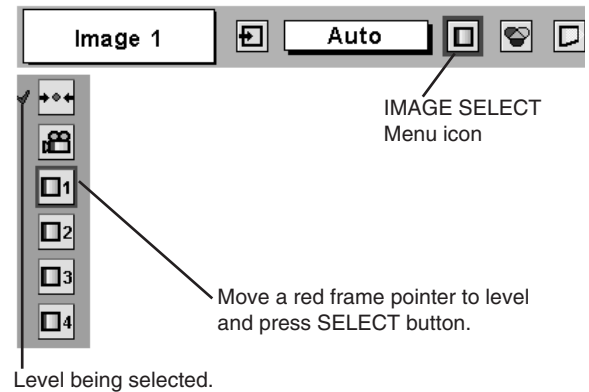 Image 1
Auto
IMAGE SELECT
Menu icon
1
2
3
4
Move a red frame pointer to level
and press SELECT button.
Level being selected.